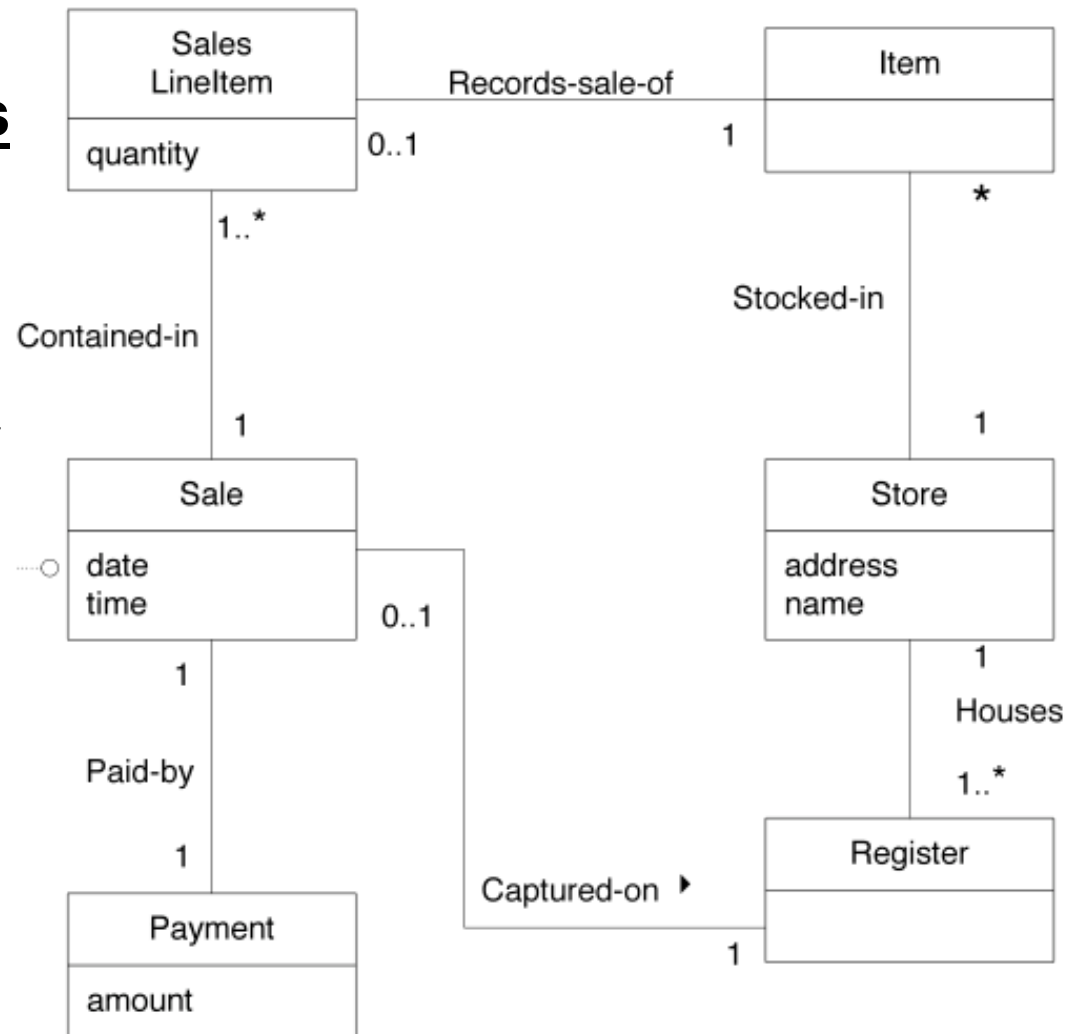 Sales
LineItem
quantity
Records-sale-of
0..1
1
Item
s
1..*
*
Contained-in
Stocked-in
1
1
Sale
date
time
0..1
Store
address
name
1
1
Houses
Paid-by
1..*
1
Captured-on
1
Register
Payment
amount